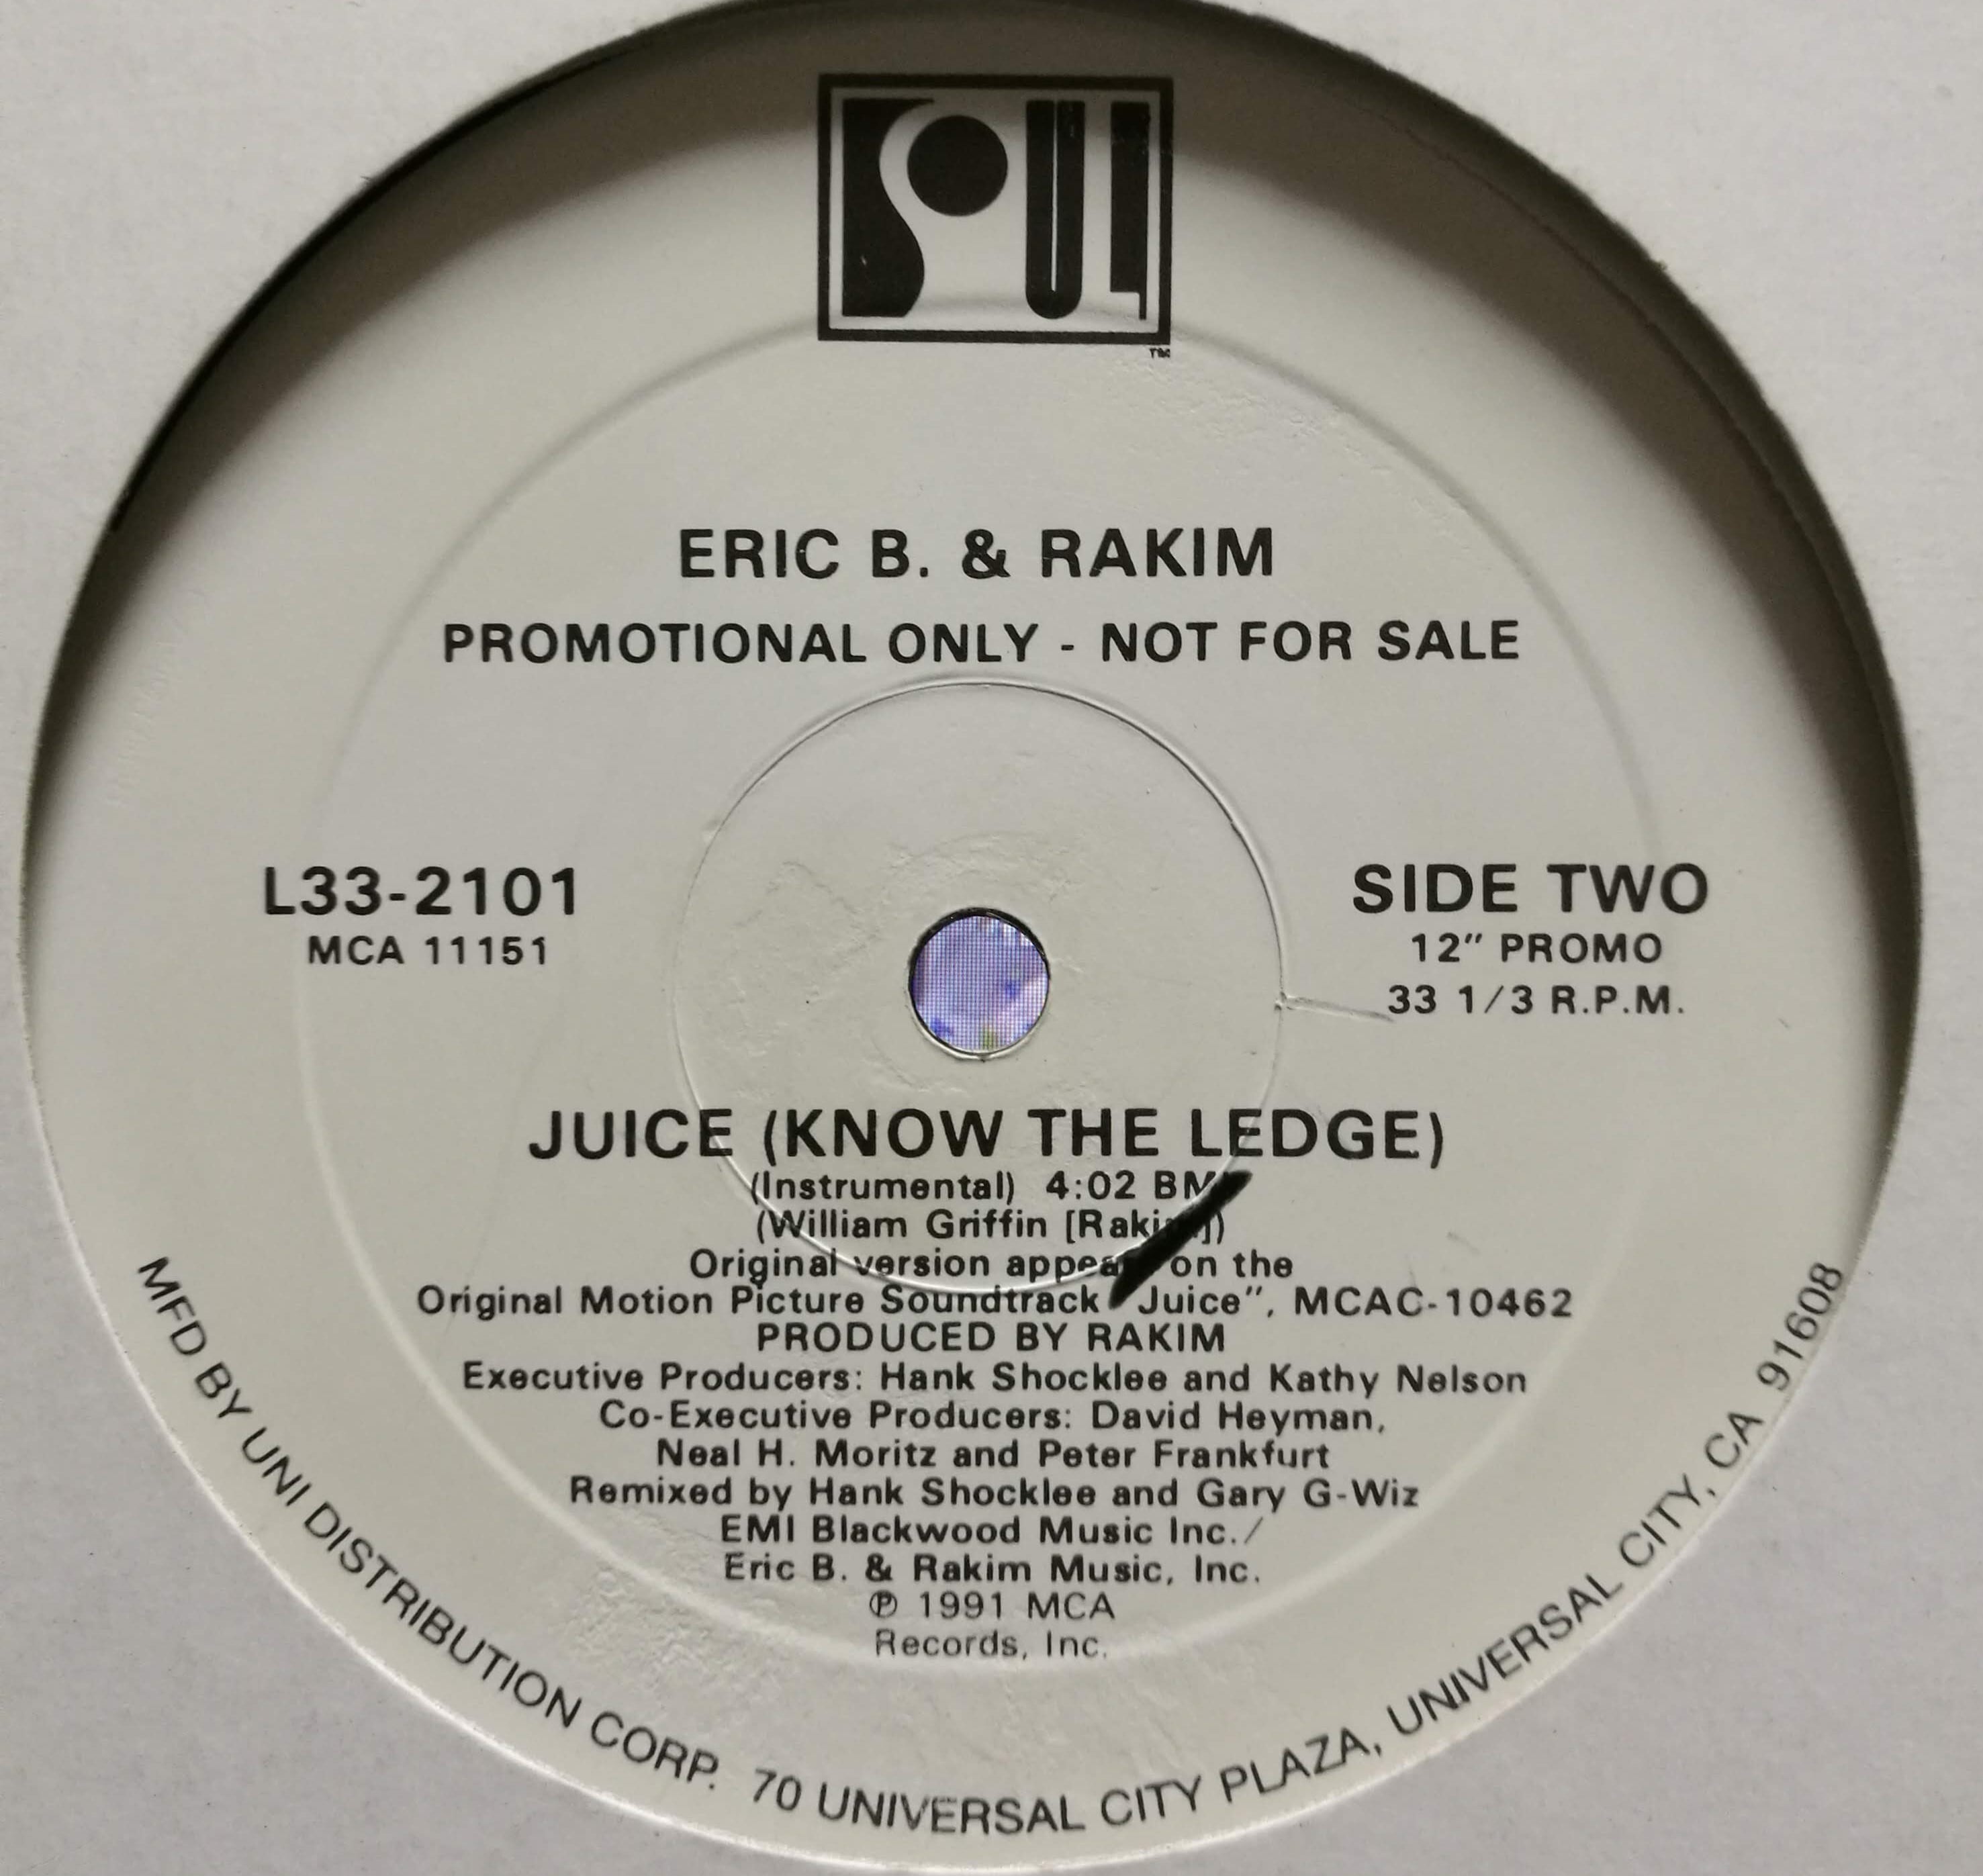 SOUL
TM
ERIC B. & RAKIM
PROMOTIONAL ONLY - NOT FOR SALE
L33-2101
MCA 11151
SIDE TWO
12" PROMO
33 1/3 R.P.M.
JUICE (KNOW THE LEDGE)
(Instrumental) 4:02
(William Griffin
Original version on the
Original Motion Picture Soundtrack Juice", MCAC-10462
PRODUCED BY RAKIM
Executive Producers: Hank Shocklee and Kathy Nelson
Co-Executive Producers: David Heyman,
Neal H. Moritz and Peter Frankfurt
Remixed by Hank Shocklee and Gary G-Wiz
EMI Blackwood Music Inc./
Eric B. & Rakim Music, Inc.
℗ 1991 MCA
Records, Inc.
MFD BY UNI DISTRIBUTION CORP. 70 UNIVERSAL CITY PLAZA, UNIVERSAL CITY, CA 91608